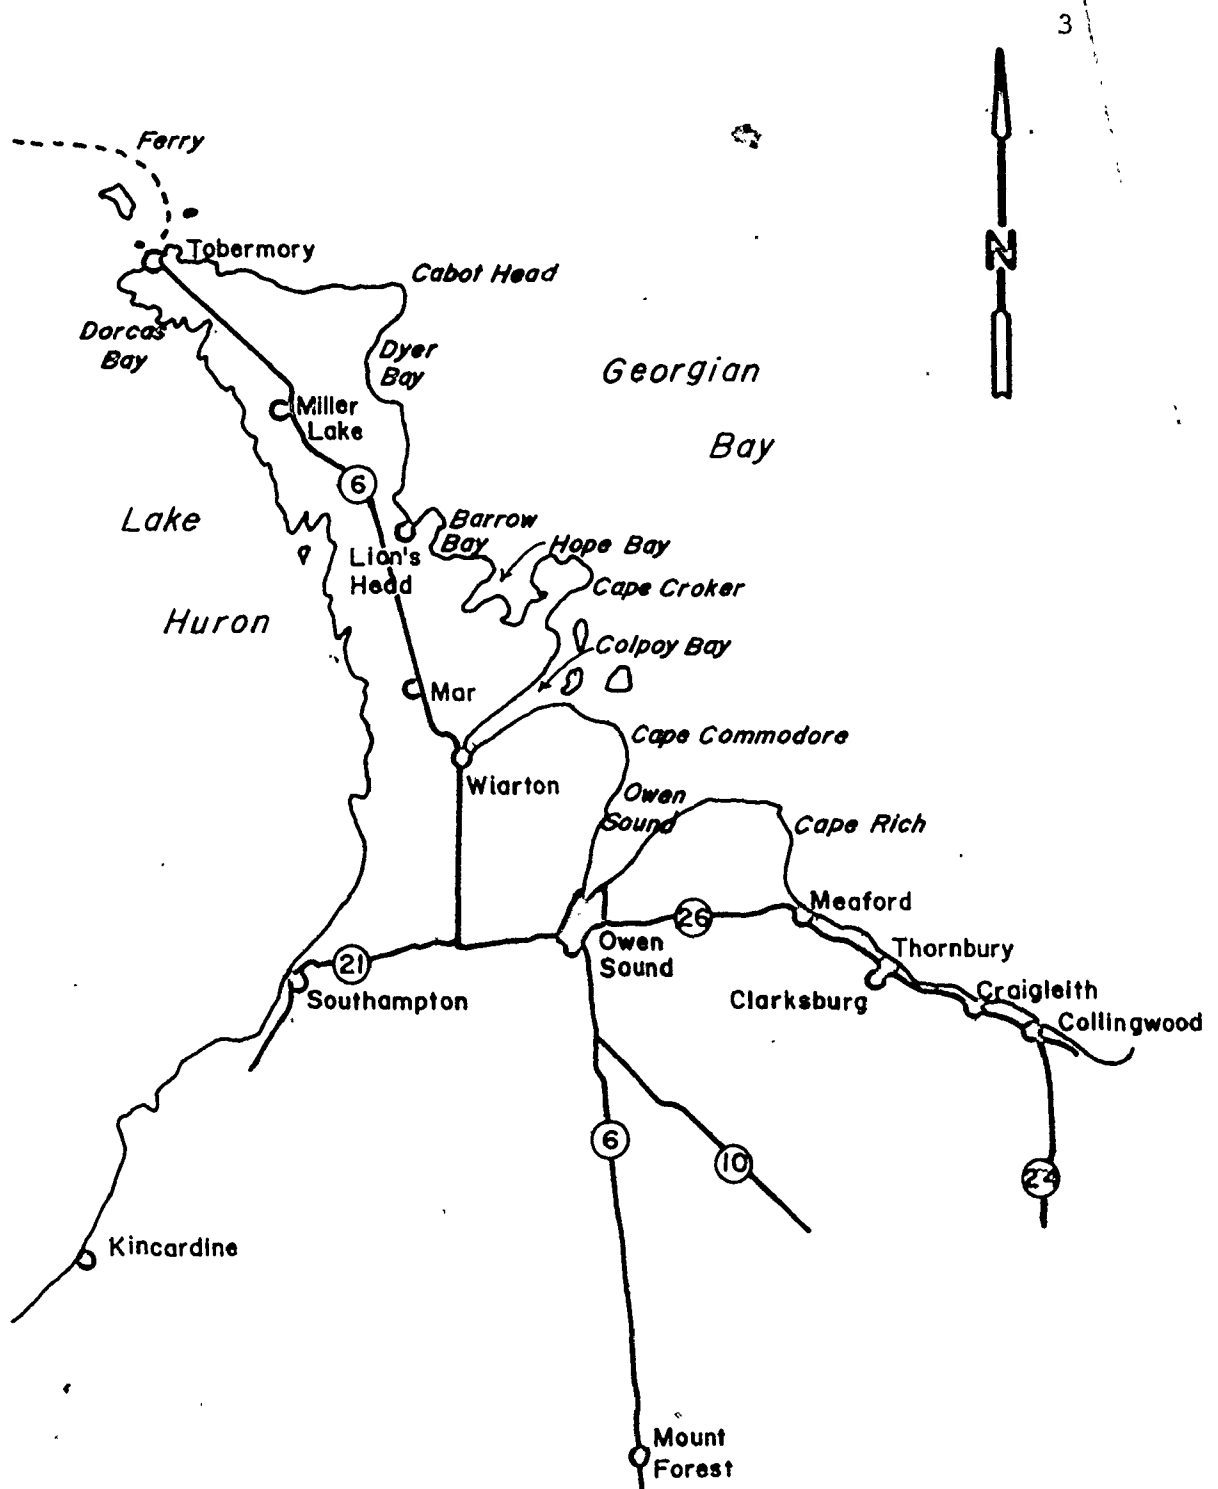 3
Ferry
N
Tobermory
Cabot Head
Dorcas
Bay
Dyer
Bay
Georgian
Bay
Miller
Lake
6
Lake
Huron
Barrow
Bay
Lion's
Head
Hope Bay
Cape Croker
Colpoy Bay
Mar
Cape Commodore
Wiarton
Owen
Sound
Cape Rich
Meaford
26
Owen
Sound
Thornbury
21
Southampton
Clarksburg
Craigleith
Collingwood
6
10
24
Kincardine
Mount
Forest